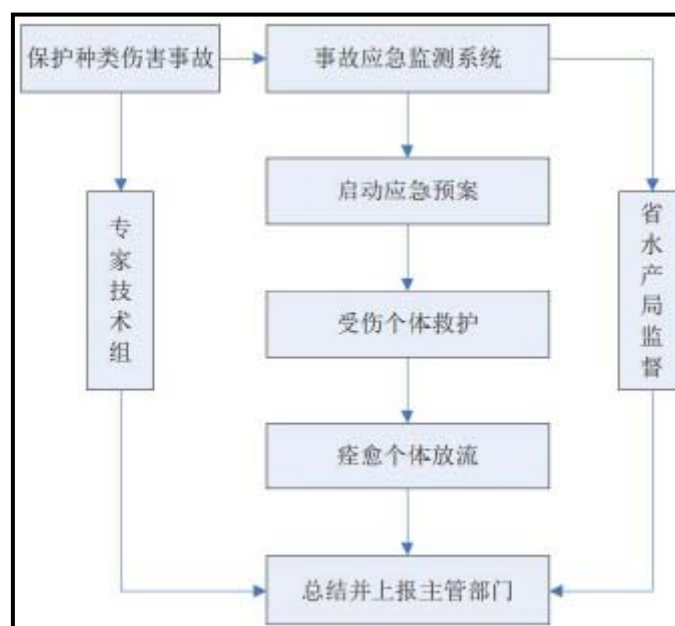 保护种类伤害事故
事故应急监测系统
启动应急预案
专家技术组
省水产局监督
受伤个体救护
痊愈个体放流
总结并上报主管部门